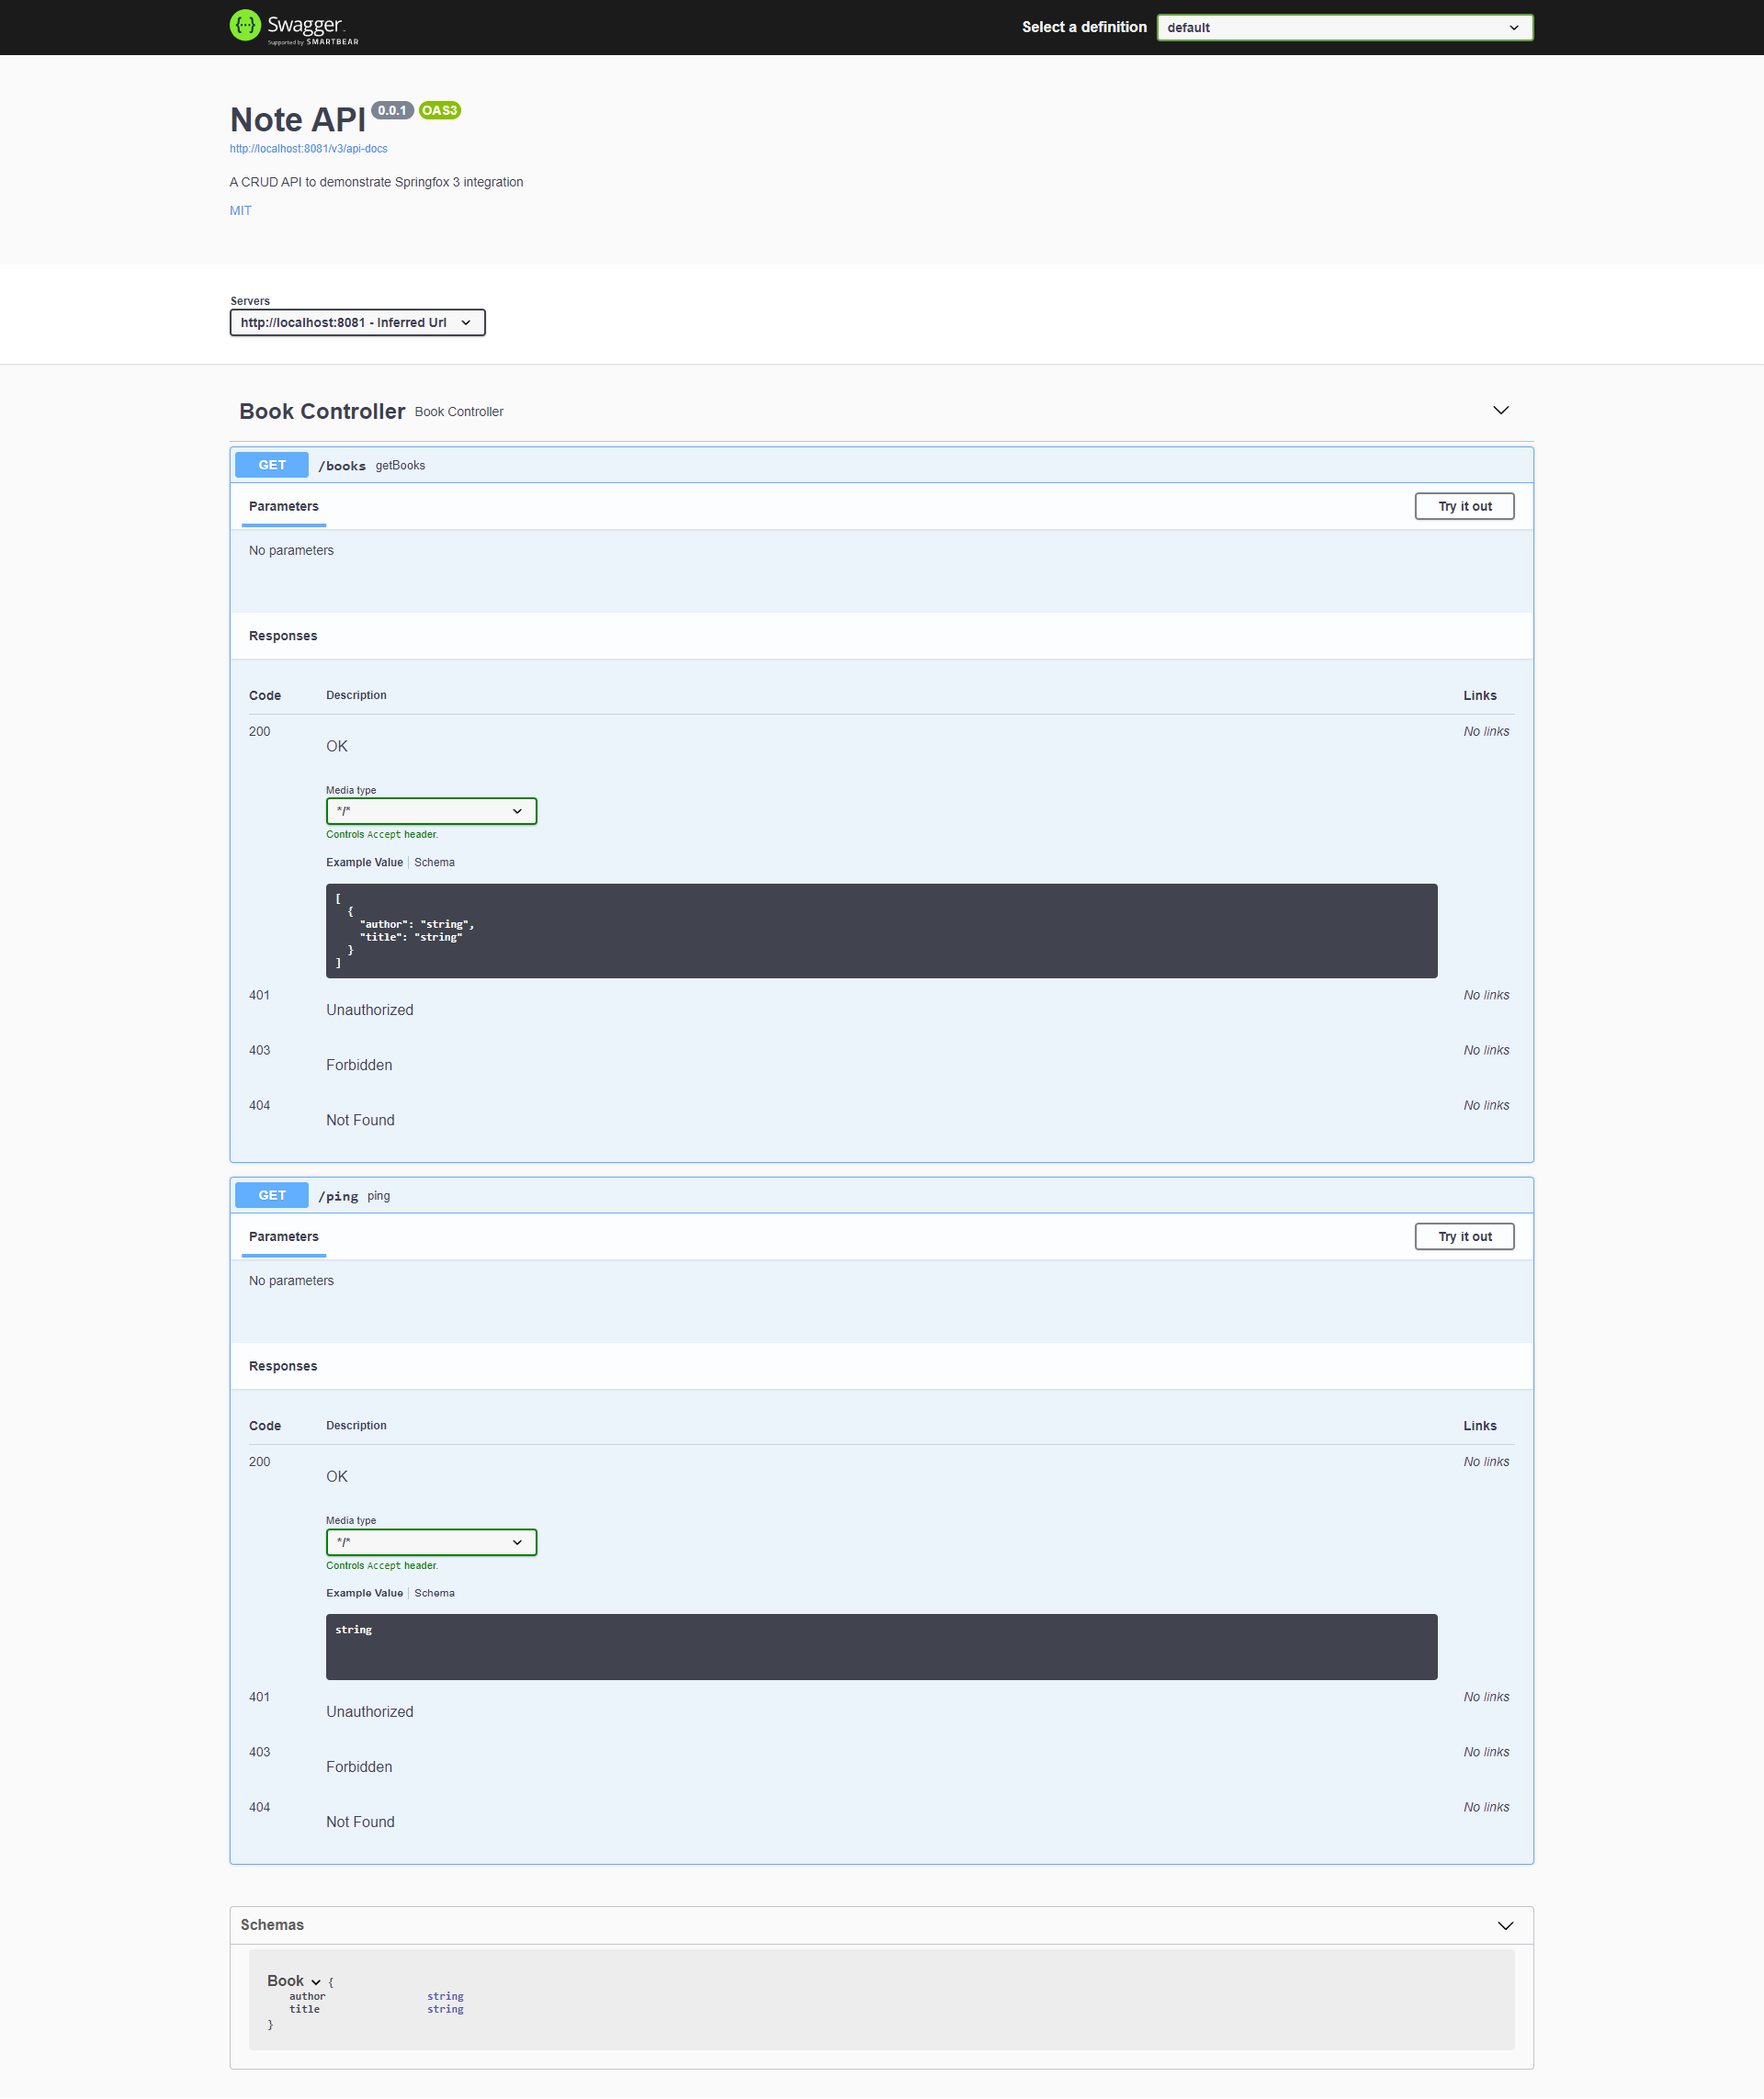 Swagger
Supported by SMARTBEAR
Select a definition
default
Note API 0.0.1 OAS3
http://localhost:8081/v3/api-docs
A CRUD API to demonstrate Springfox 3 integration
MIT
Servers
http://localhost:8081 - Inferred Url
Book Controller Book Controller
GET /books getBooks
Parameters Try it out
No parameters
Responses
Code Description Links
200 No links
OK
Media type
*/*
Controls Accept header.
Example Value Schema
[
{
"author": "string",
"title": "string"
}
]
401 No links
Unauthorized
403 No links
Forbidden
404 No links
Not Found
GET /ping ping
Parameters Try it out
No parameters
Responses
Code Description Links
200 No links
OK
Media type
*/*
Controls Accept header.
Example Value Schema
string
401 No links
Unauthorized
403 No links
Forbidden
404 No links
Not Found
Schemas
Book {
author string
title string
}